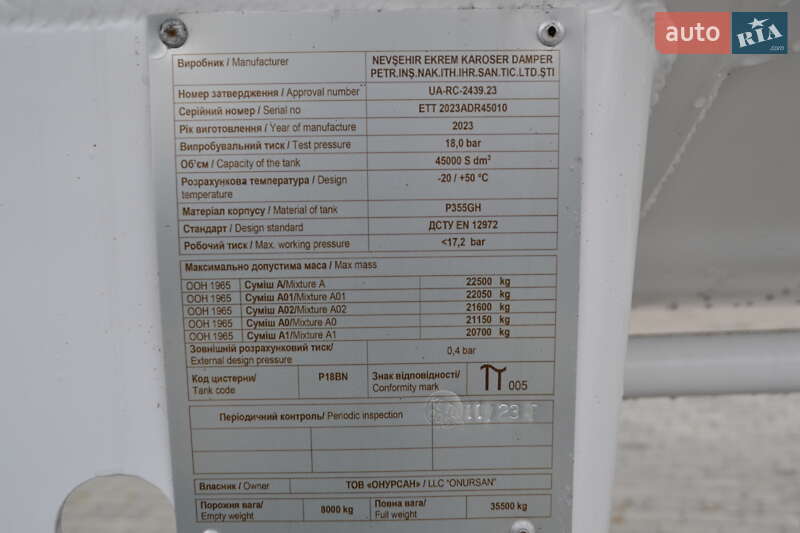 auto RIA.com
Виробник / Manufacturer NEVŞEHIR EKREM KAROSER DAMPER
PETR.INŞ.NAK.ITH.IHR.SAN.TIC.LTD.ŞTI
Номер затвердження / Approval number UA-RC-2439.23
Серійний номер / Serial no ETT 2023ADR45010
Рік виготовлення / Year of manufacture 2023
Випробувальний тиск / Test pressure 18,0 bar
Об'єм / Capacity of the tank 45000 S dm³
Розрахункова температура / Design temperature -20 / +50 °C
Матеріал корпусу / Material of tank P355GH
Стандарт / Design standard ДСТУ EN 12972
Робочий тиск / Max. working pressure <17,2 bar
Максимально допустима маса / Max mass
ООН 1965 Суміш А/Mixture A 22500 kg
ООН 1965 Суміш А01/Mixture A01 22050 kg
ООН 1965 Суміш А02/Mixture A02 21600 kg
ООН 1965 Суміш А0/Mixture A0 21150 kg
ООН 1965 Суміш А1/Mixture A1 20700 kg
Зовнішній розрахунковий тиск/
External design pressure 0,4 bar
Код цистерни/
Tank code P18BN Знак відповідності/
Conformity mark 005
Періодичний контроль/ Periodic inspection 11 23
Власник / Owner ТОВ «ОНУРСАН» / LLC "ONURSAN"
Порожня вага/
Empty weight 8000 kg Повна вага/
Full weight 35500 kg